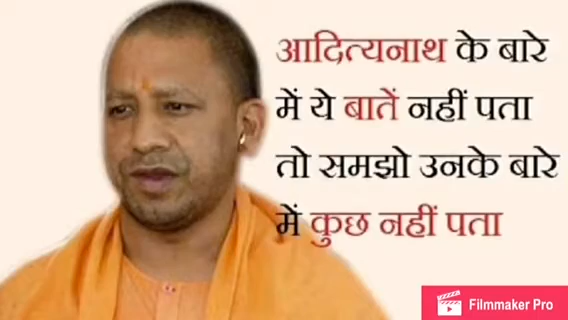 आदित्यनाथ के बारे
में ये बातें नहीं पता
तो समझो उनके बारे
में कुछ नहीं पता
Filmmaker Pro